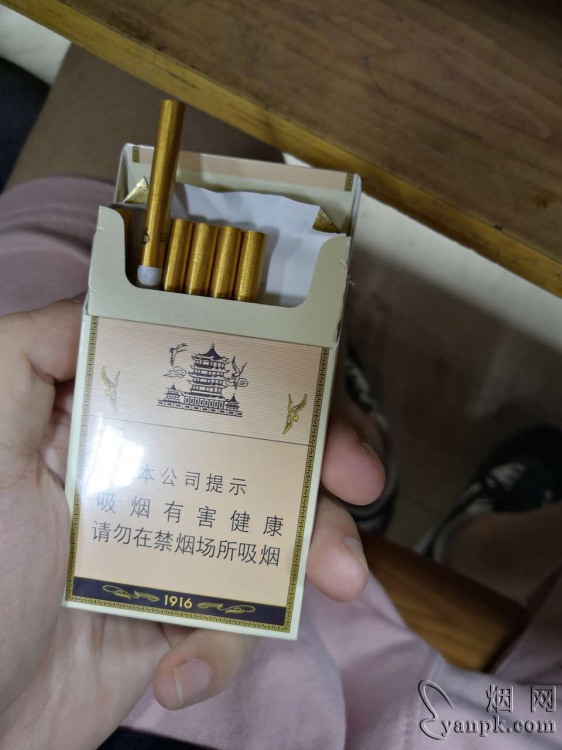 本公司提示
吸烟有害健康
请勿在禁烟场所吸烟
1916
烟网
yanpk.com